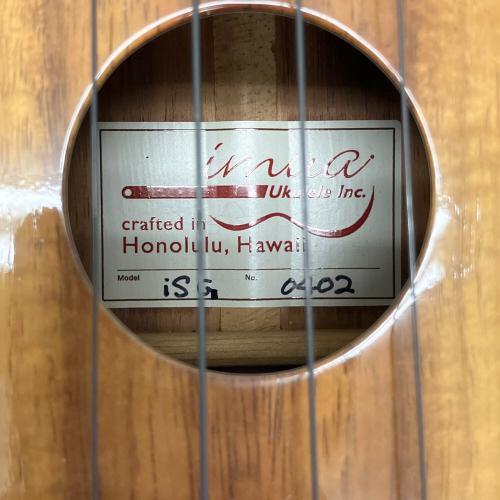 imua
Ukulele Inc.
crafted in
Honolulu, Hawaii
Model iSG No. 0402